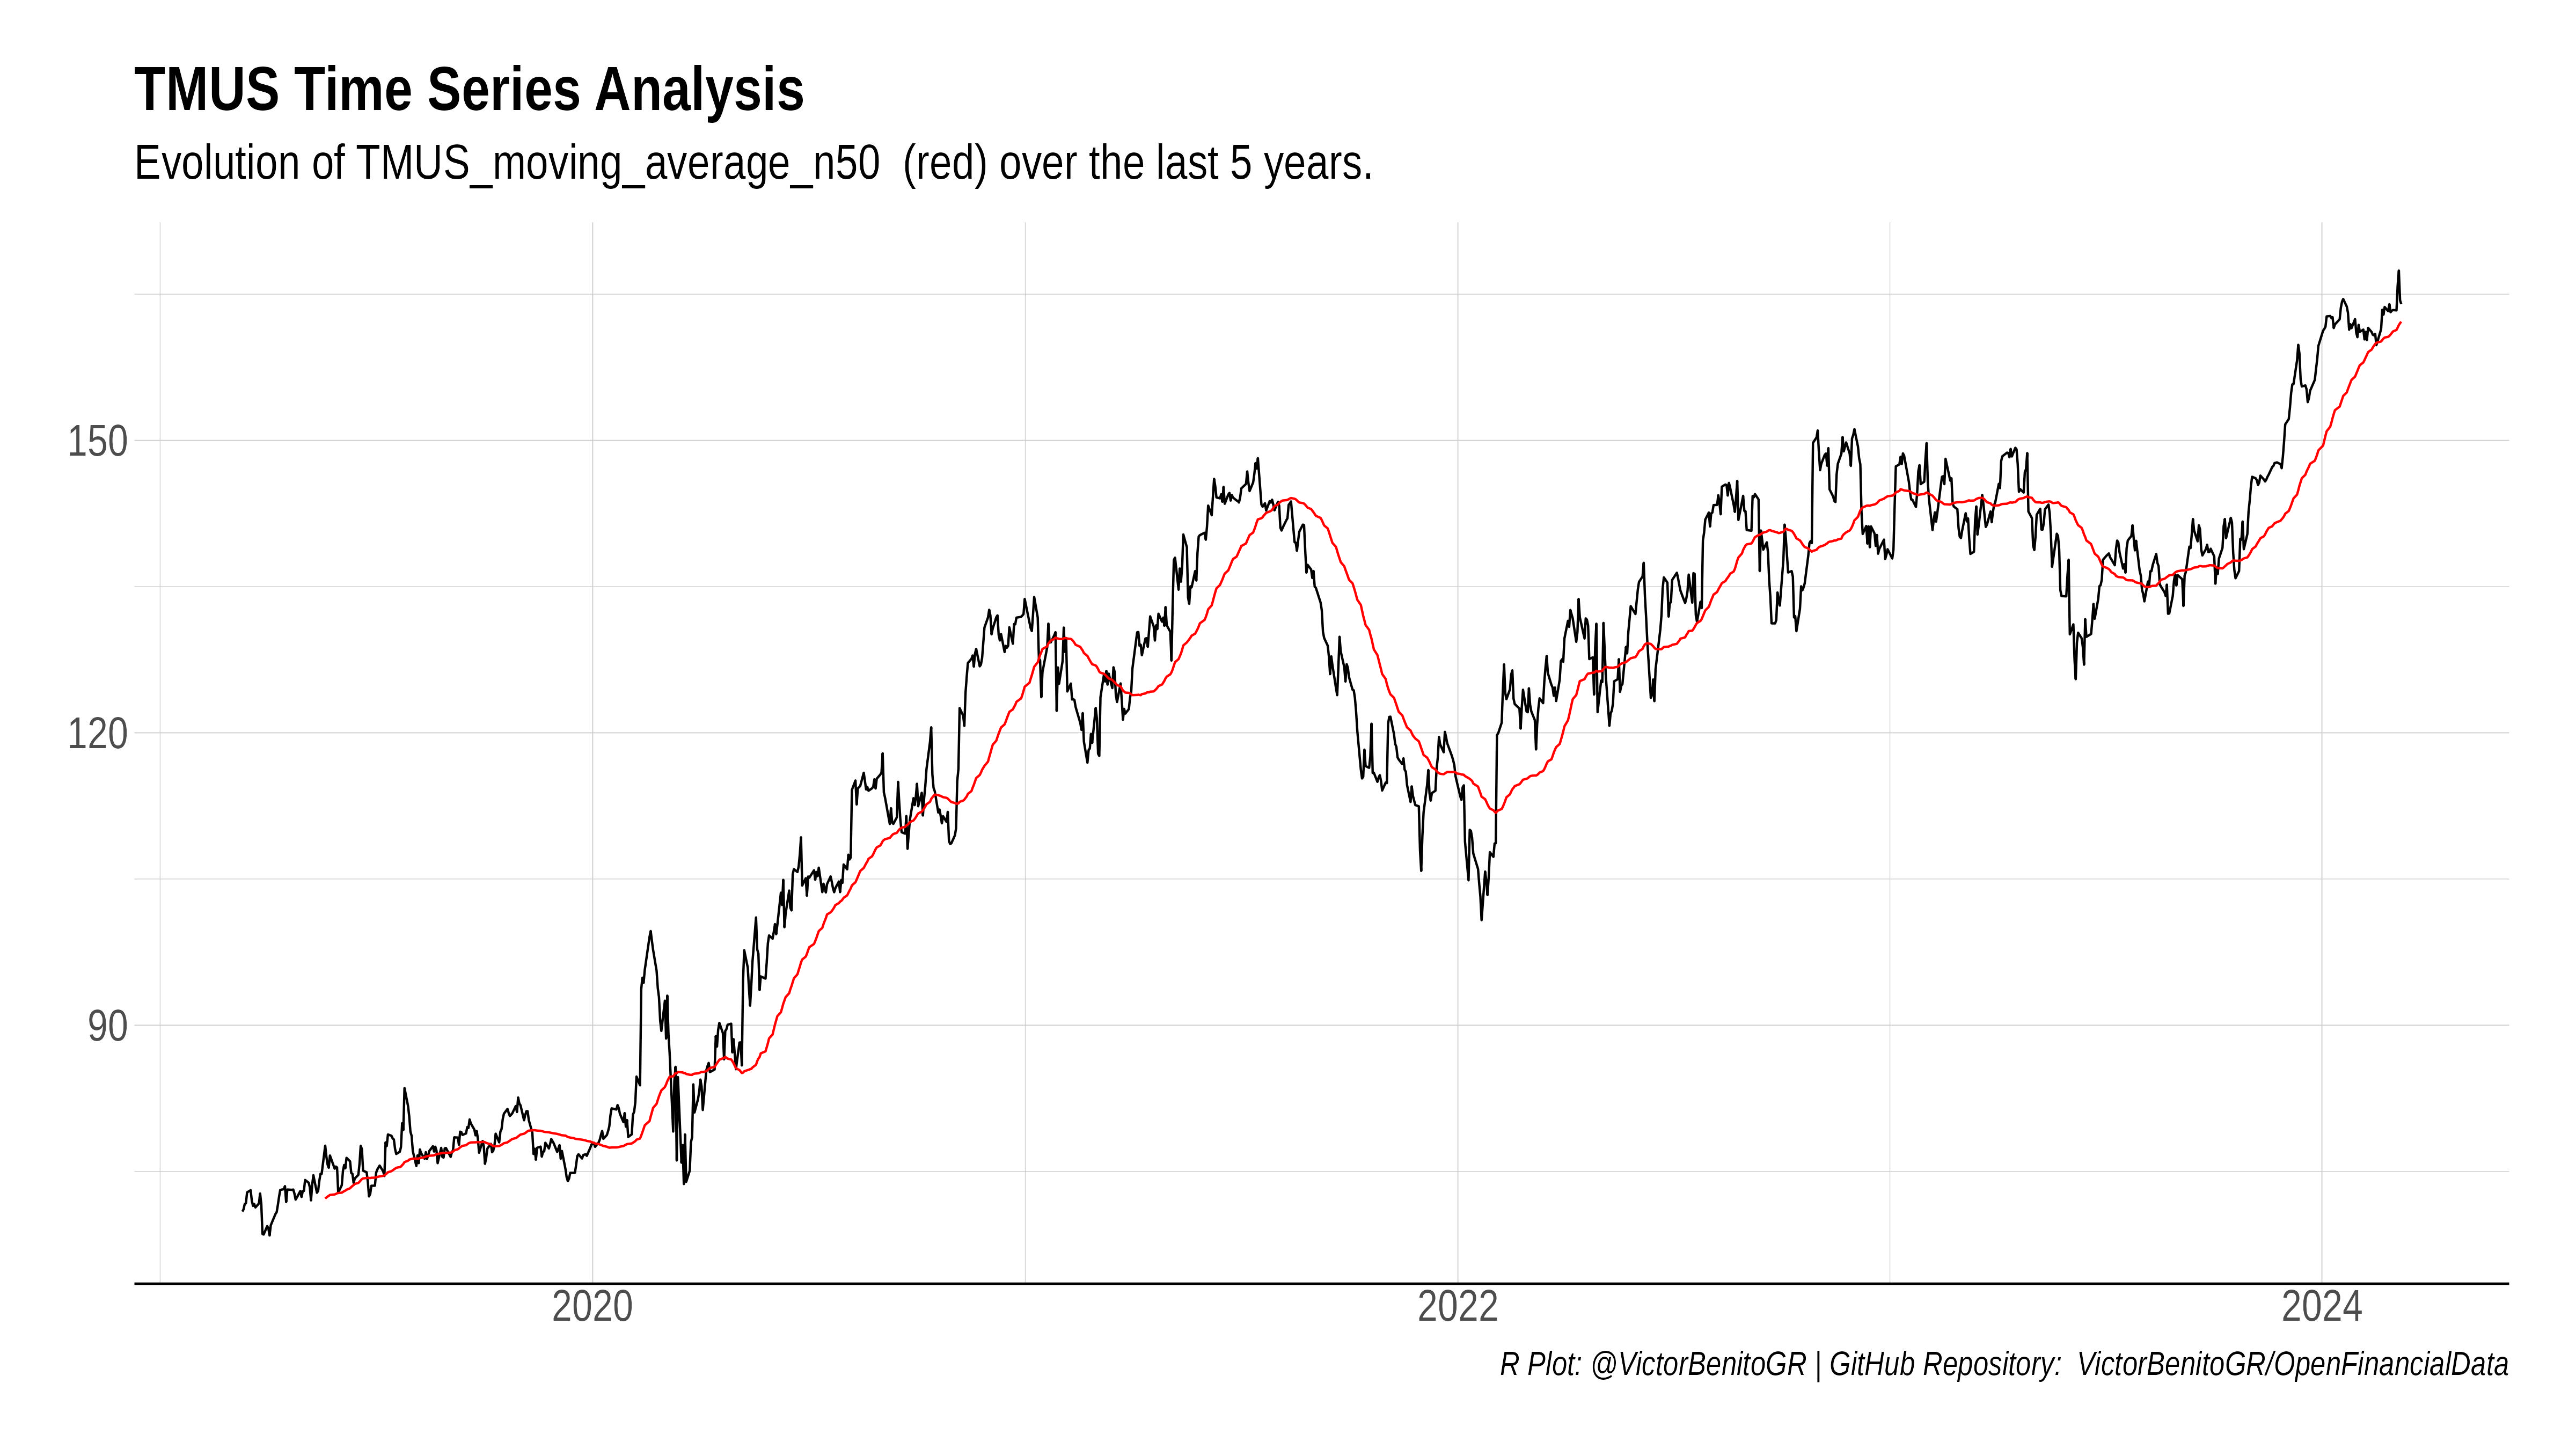 TMUS Time Series Analysis
Evolution of TMUS_moving_average_n50  (red) over the last 5 years.
150
120
90
2020 2022 2024
R Plot: @VictorBenitoGR | GitHub Repository:  VictorBenitoGR/OpenFinancialData